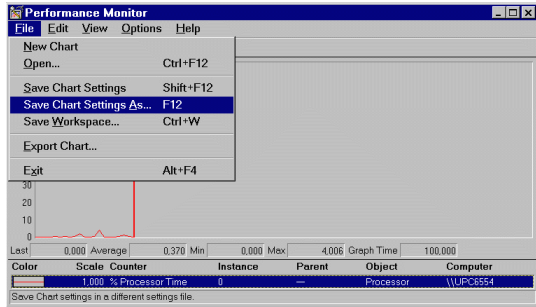 Performance Monitor
File Edit View Options Help
New Chart
Open... Ctrl+F12
Save Chart Settings Shift+F12
Save Chart Settings As... F12
Save Workspace... Ctrl+W
Export Chart...
Exit Alt+F4
30
20
10
0
Last 0,000 Average 0,370 Min 0,000 Max 4,006 Graph Time 100,000
Color Scale Counter Instance Parent Object Computer
1,000 % Processor Time 0 --- Processor \\UPC6554
Save Chart settings in a different settings file.